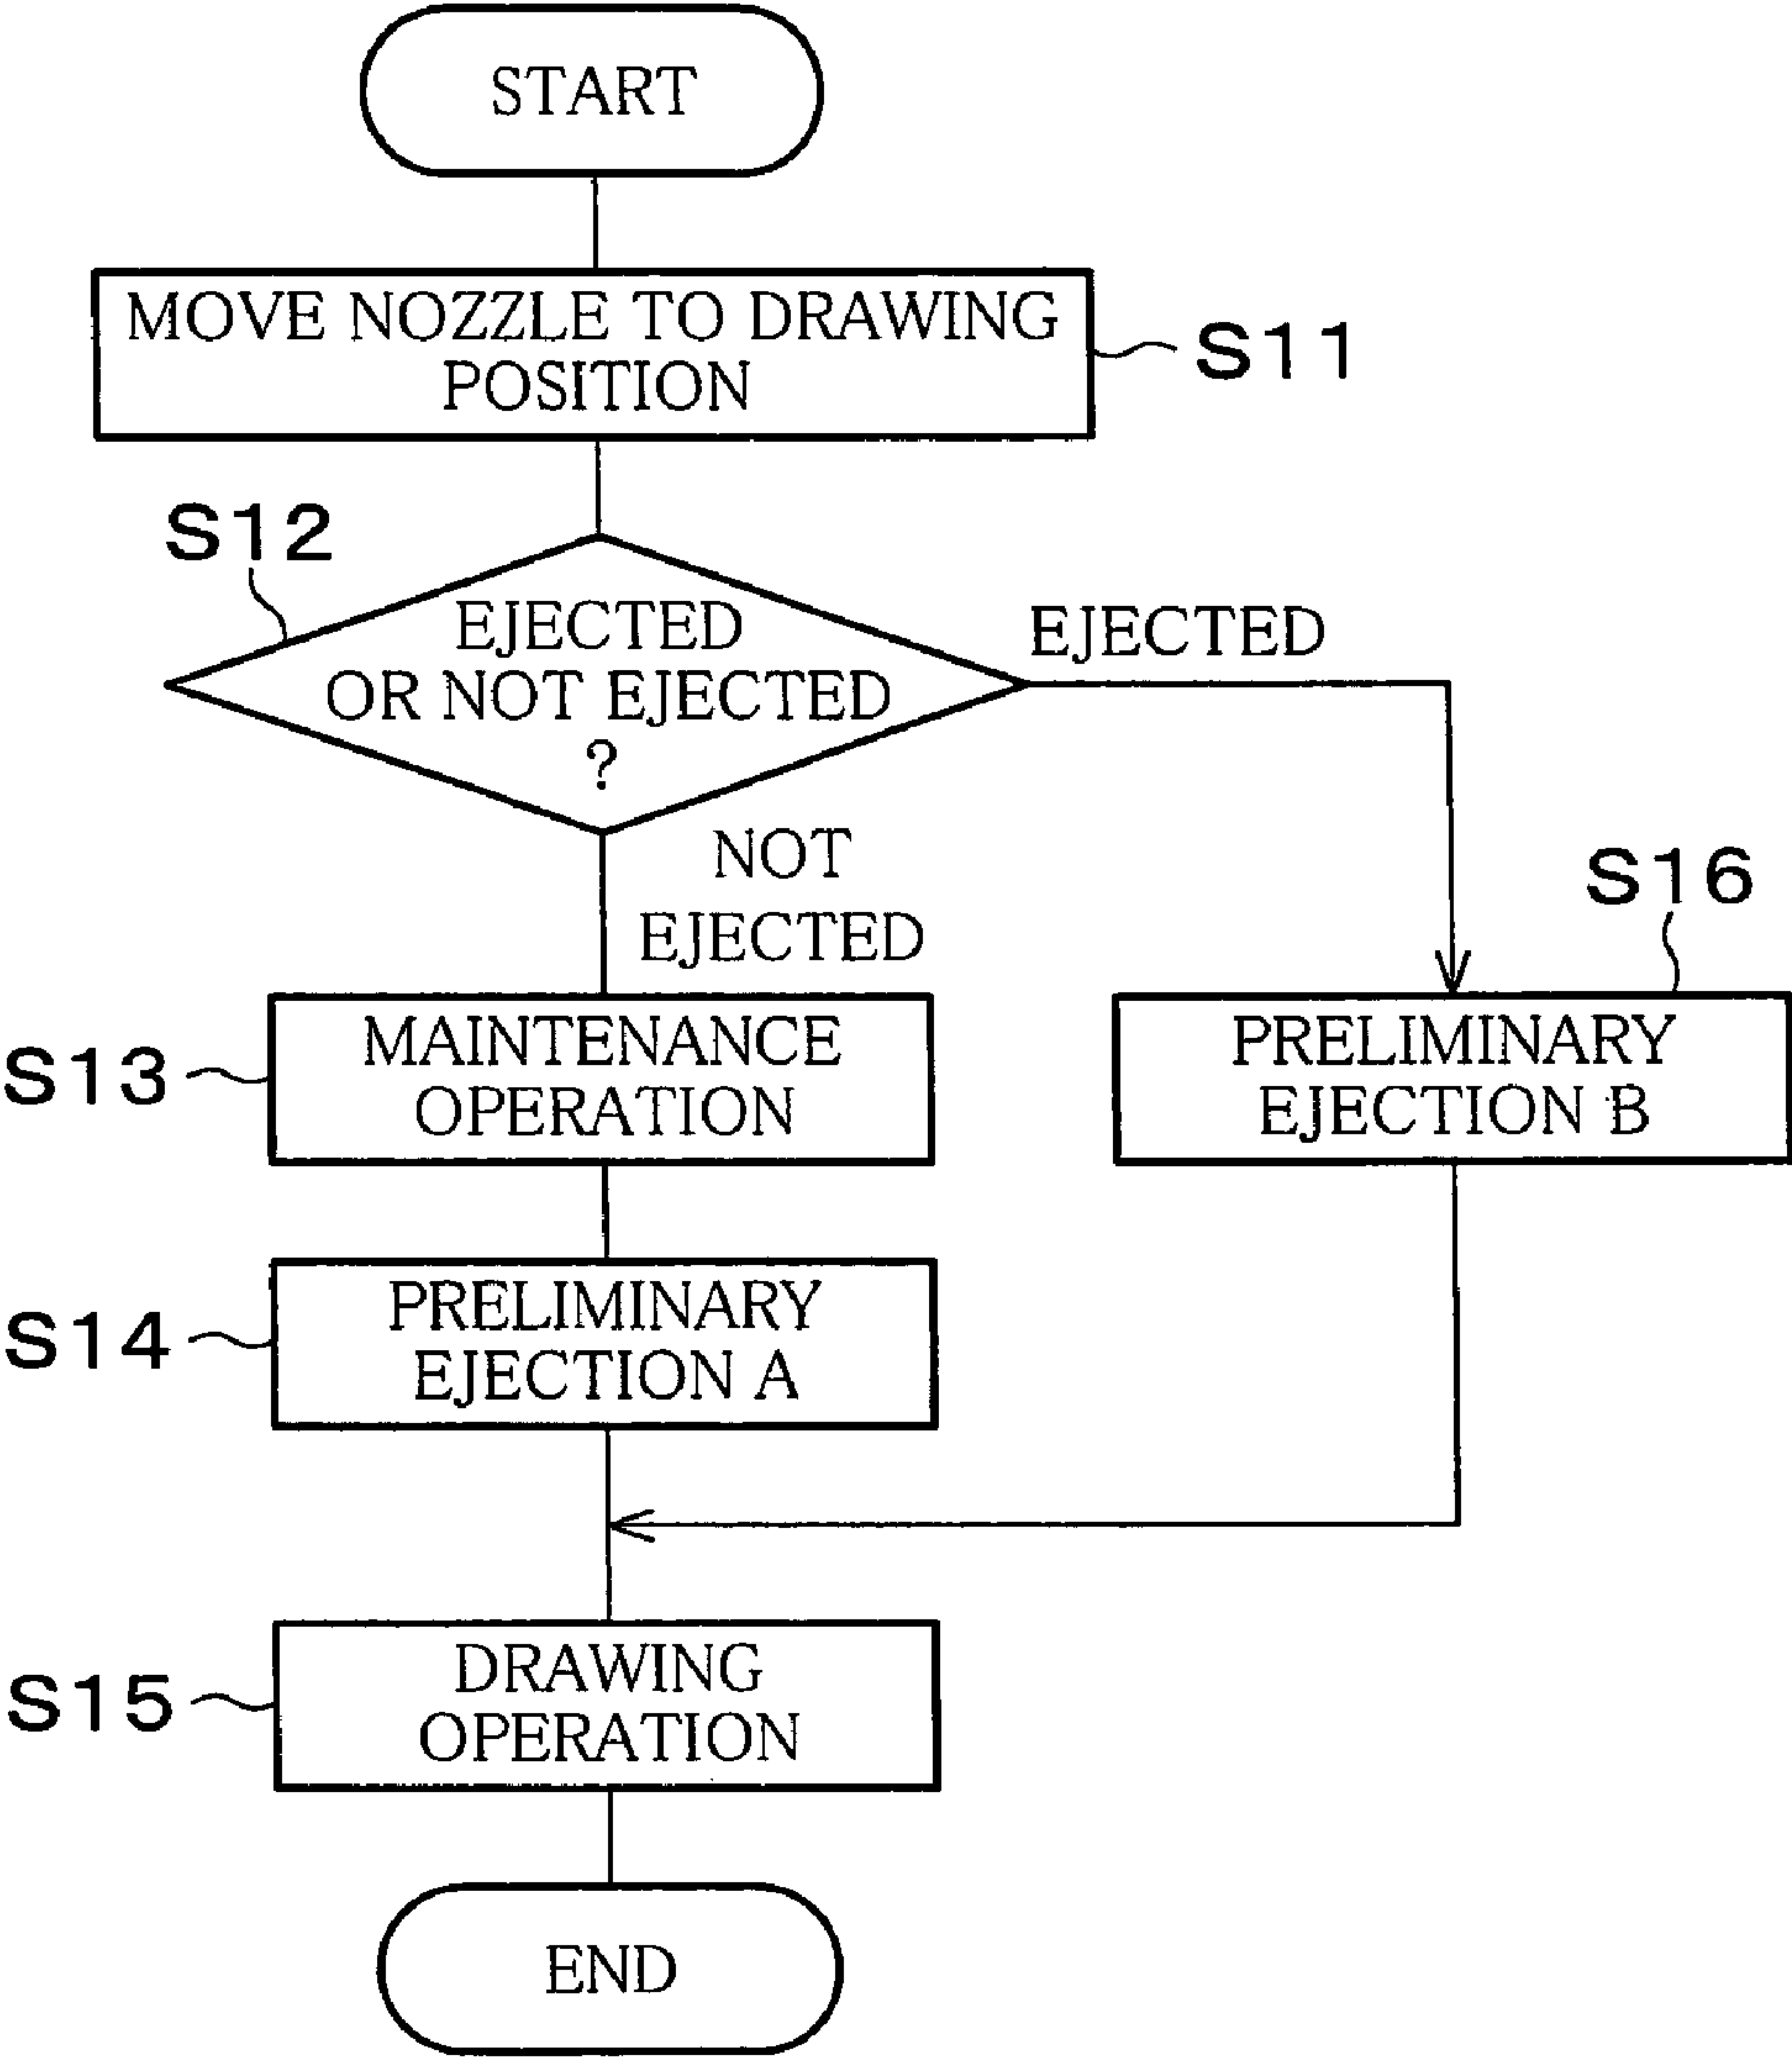 START
MOVE NOZZLE TO DRAWING
POSITION
S11
S12
EJECTED
OR NOT EJECTED
?
EJECTED
NOT
EJECTED
S16
S13
MAINTENANCE
OPERATION
PRELIMINARY
EJECTION B
S14
PRELIMINARY
EJECTION A
S15
DRAWING
OPERATION
END